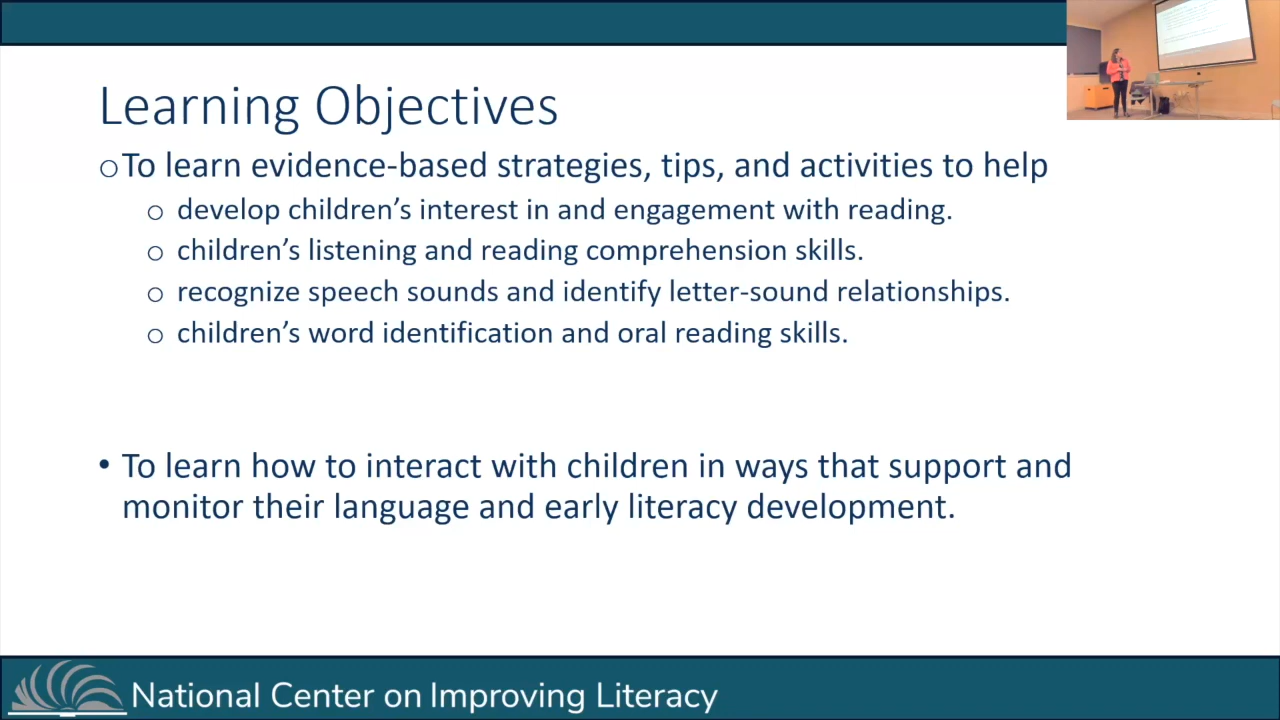 Learning Objectives
oTo learn evidence-based strategies, tips, and activities to help
o develop children's interest in and engagement with reading.
o children's listening and reading comprehension skills.
o recognize speech sounds and identify letter-sound relationships.
o children's word identification and oral reading skills.
• To learn how to interact with children in ways that support and
monitor their language and early literacy development.
National Center on Improving Literacy